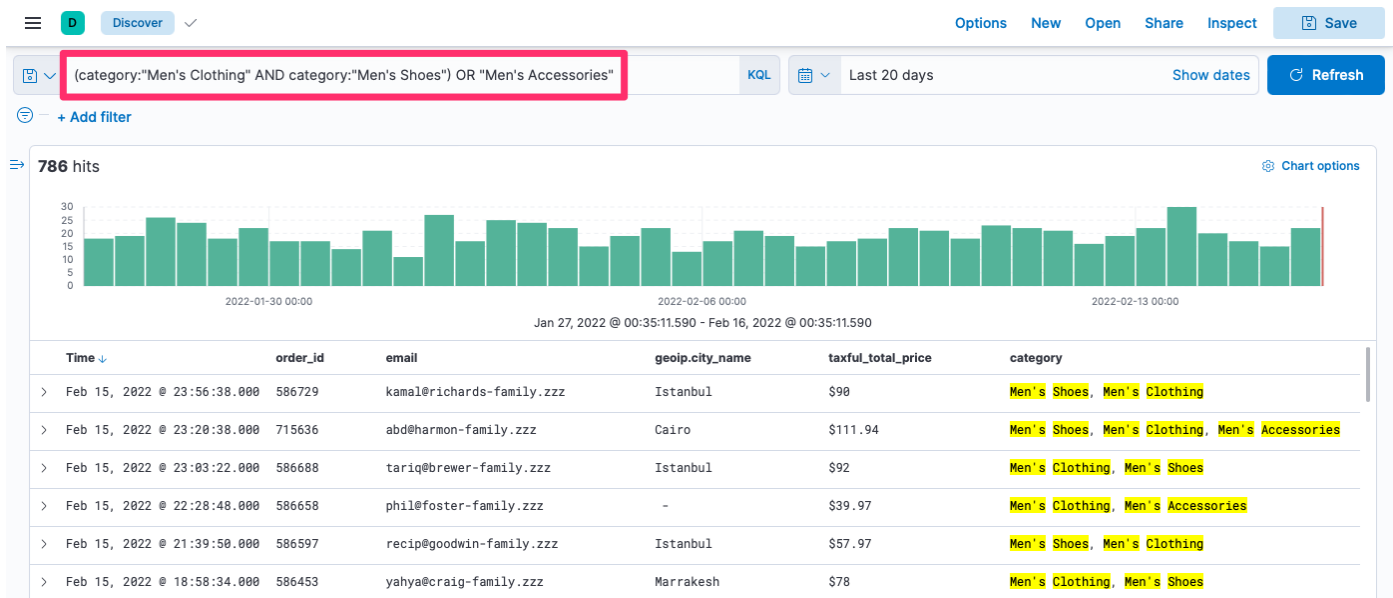 D Discover Options New Open Share Inspect Save
(category:"Men's Clothing" AND category:"Men's Shoes") OR "Men's Accessories" KQL Last 20 days Show dates Refresh
+ Add filter
786 hits Chart options
30
25
20
15
10
5
0
2022-01-30 00:00 2022-02-06 00:00 2022-02-13 00:00
Jan 27, 2022 @ 00:35:11.590 - Feb 16, 2022 @ 00:35:11.590
Time order_id email geoip.city_name taxful_total_price category
Feb 15, 2022 @ 23:56:38.000 586729 kamal@richards-family.zzz Istanbul $90 Men's Shoes, Men's Clothing
Feb 15, 2022 @ 23:20:38.000 715636 abd@harmon-family.zzz Cairo $111.94 Men's Shoes, Men's Clothing, Men's Accessories
Feb 15, 2022 @ 23:03:22.000 586688 tariq@brewer-family.zzz Istanbul $92 Men's Clothing, Men's Shoes
Feb 15, 2022 @ 22:28:48.000 586658 phil@foster-family.zzz - $39.97 Men's Clothing, Men's Accessories
Feb 15, 2022 @ 21:39:50.000 586597 recip@goodwin-family.zzz Istanbul $57.97 Men's Shoes, Men's Clothing
Feb 15, 2022 @ 18:58:34.000 586453 yahya@craig-family.zzz Marrakesh $78 Men's Clothing, Men's Shoes